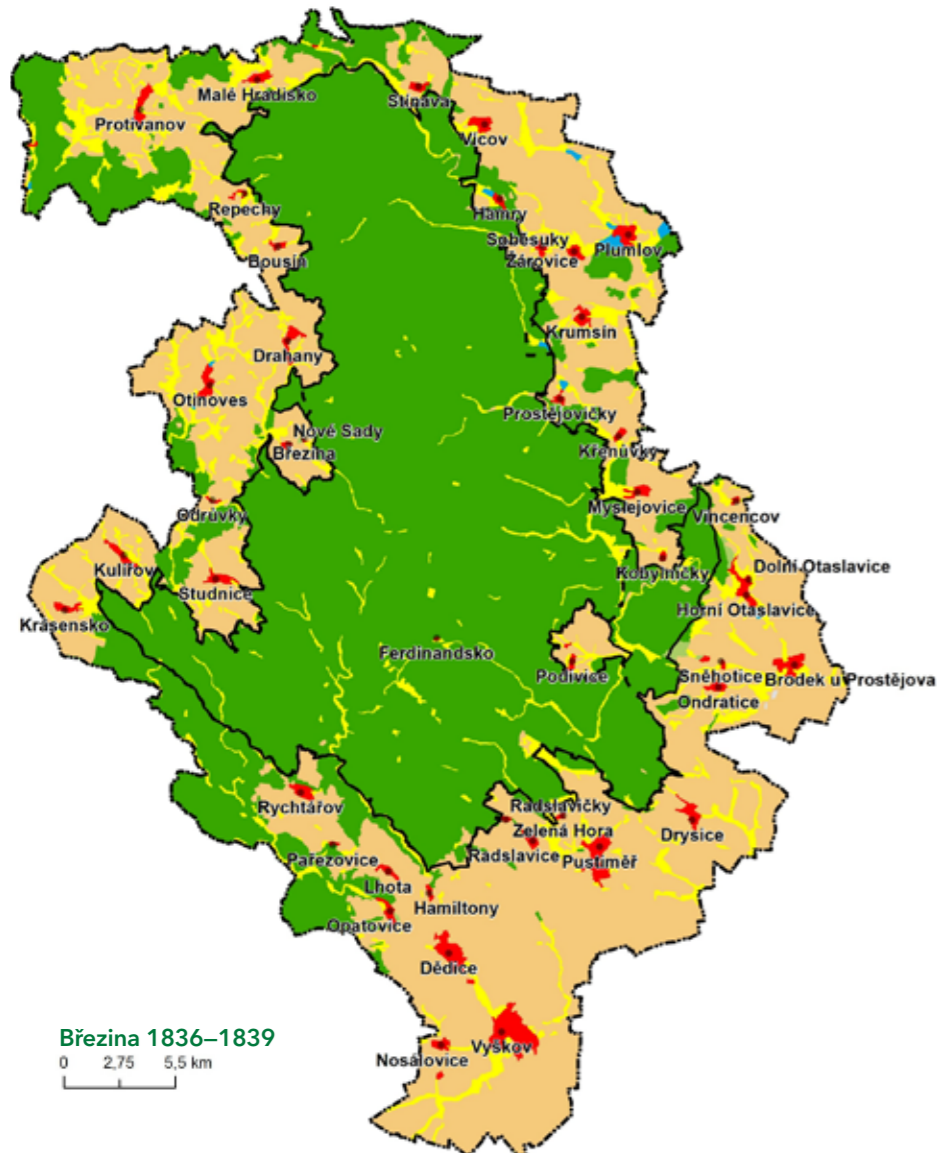 Malé Hradisko
Stínava
Protivanov
Vícov
Repechy
Hamry
Soběsuky
Plumlov
Žárovice
Bousín
Krumsín
Drahany
Otinoves
Prostějovičky
Nové Sady
Křenůvky
Březina
Myslejovice
Vincencov
Odrůvky
Kulířov
Kobylničky
Dolní Otaslavice
Studnice
Horní Otaslavice
Krásensko
Ferdinandsko
Podivice
Sněhotice
Brodek u Prostějova
Ondratice
Rychtářov
Radslavičky
Zelená Hora
Drysice
Pařezovice
Radslavice
Pustiměř
Lhota
Hamiltony
Opatovice
Dědice
Březina 1836–1839
0 2,75 5,5 km
Vyškov
Nosálovice